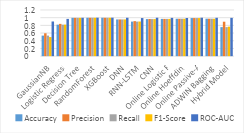 1.2
1
0.8
0.6
0.4
0.2
0
GaussianNB
Logistic Regress...
Decision Tree
RandomForest
XGBoost
DNN
RNN-LSTM
CNN
Online Logistic R...
Online Hoeffdin...
Online Passive-A...
ADWIN Bagging
Hybrid Model
Accuracy
Precision
Recall
F1-Score
ROC-AUC